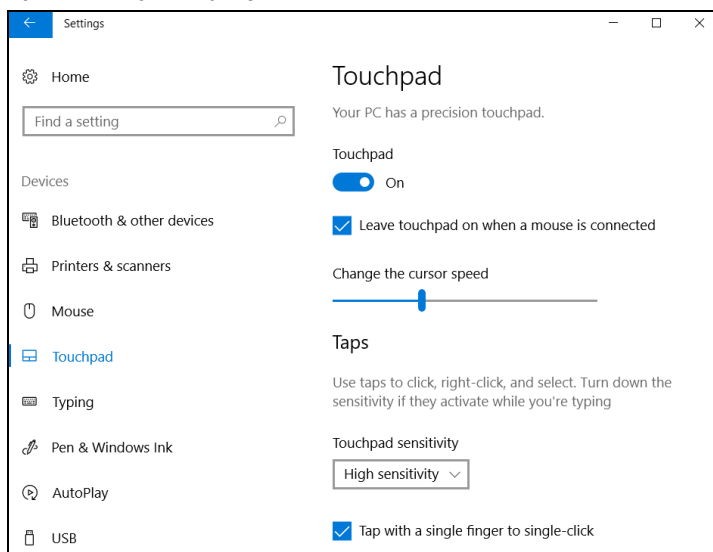 Settings
Home
Find a setting
Devices
Bluetooth & other devices
Printers & scanners
Mouse
Touchpad
Typing
Pen & Windows Ink
AutoPlay
USB
Touchpad
Your PC has a precision touchpad.
Touchpad
On
Leave touchpad on when a mouse is connected
Change the cursor speed
Taps
Use taps to click, right-click, and select. Turn down the
sensitivity if they activate while you're typing
Touchpad sensitivity
High sensitivity
Tap with a single finger to single-click